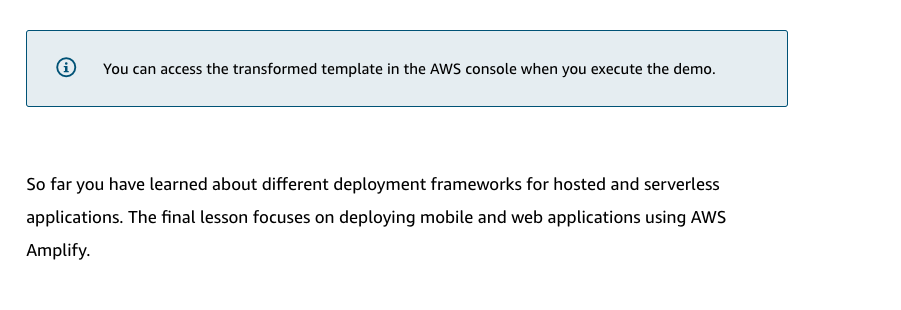 You can access the transformed template in the AWS console when you execute the demo.
So far you have learned about different deployment frameworks for hosted and serverless
applications. The final lesson focuses on deploying mobile and web applications using AWS
Amplify.